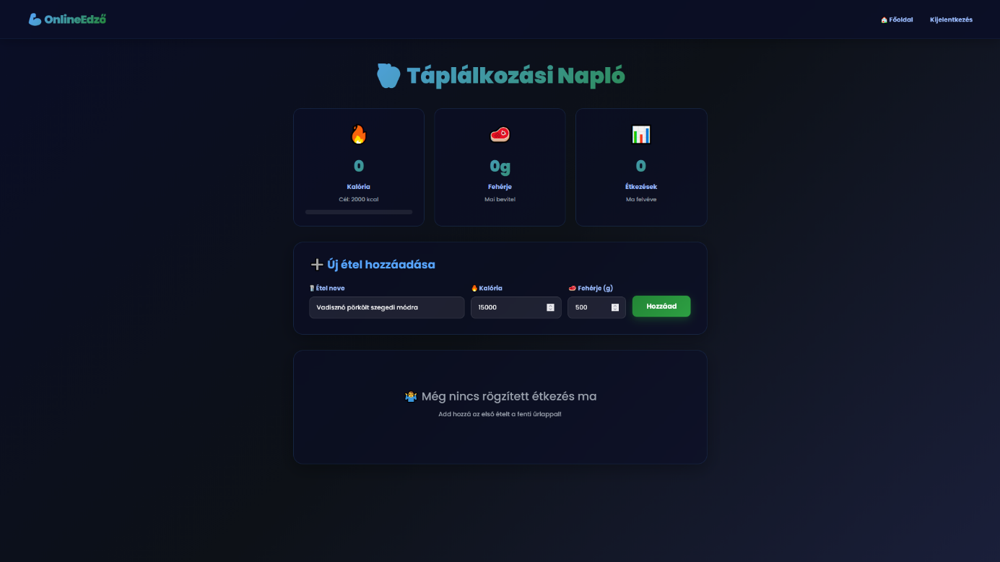 OnlineEdző
Főoldal Kijelentkezés
Táplálkozási Napló
0
Kalória
Cél: 2000 kcal
0g
Fehérje
Mai bevitel
0
Étkezések
Ma felvéve
Új étel hozzáadása
Étel neve Kalória Fehérje (g)
Vadisznó pörkölt szegedi módra 15000 500 Hozzáad
Még nincs rögzített étkezés ma
Add hozzá az első ételt a fenti űrlappal!